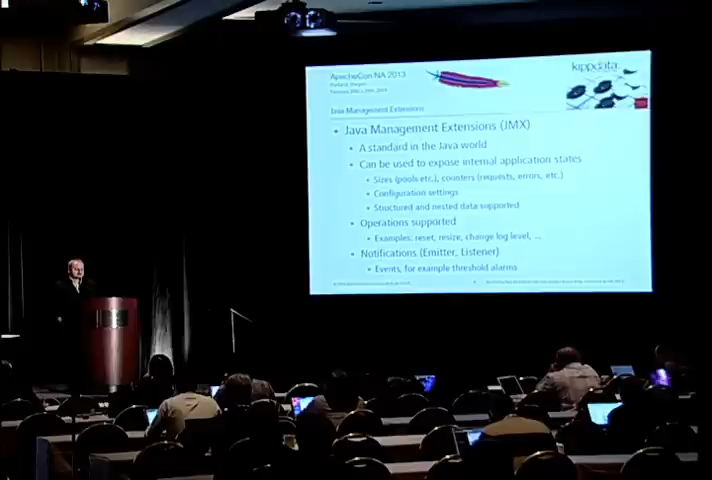 ApacheCon NA 2013
Portland, Oregon
kippdata
Java Management Extensions
• Java Management Extensions (JMX)
• A standard in the Java world
• Can be used to expose internal application states
• Sizes (pools etc.), counters (requests, errors, etc.)
• Configuration settings
• Structured and nested data supported
• Operations supported
• Examples: reset, resize, change log level, ...
• Notifications (Emitter, Listener)
• Events, for example threshold alarms